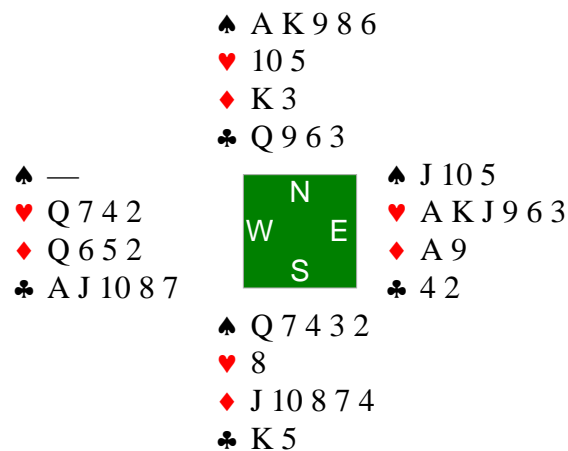 ♠ A K 9 8 6
♥ 10 5
♦ K 3
♣ Q 9 6 3
♠ —
♥ Q 7 4 2
♦ Q 6 5 2
♣ A J 10 8 7
N
W E
S
♠ J 10 5
♥ A K J 9 6 3
♦ A 9
♣ 4 2
♠ Q 7 4 3 2
♥ 8
♦ J 10 8 7 4
♣ K 5